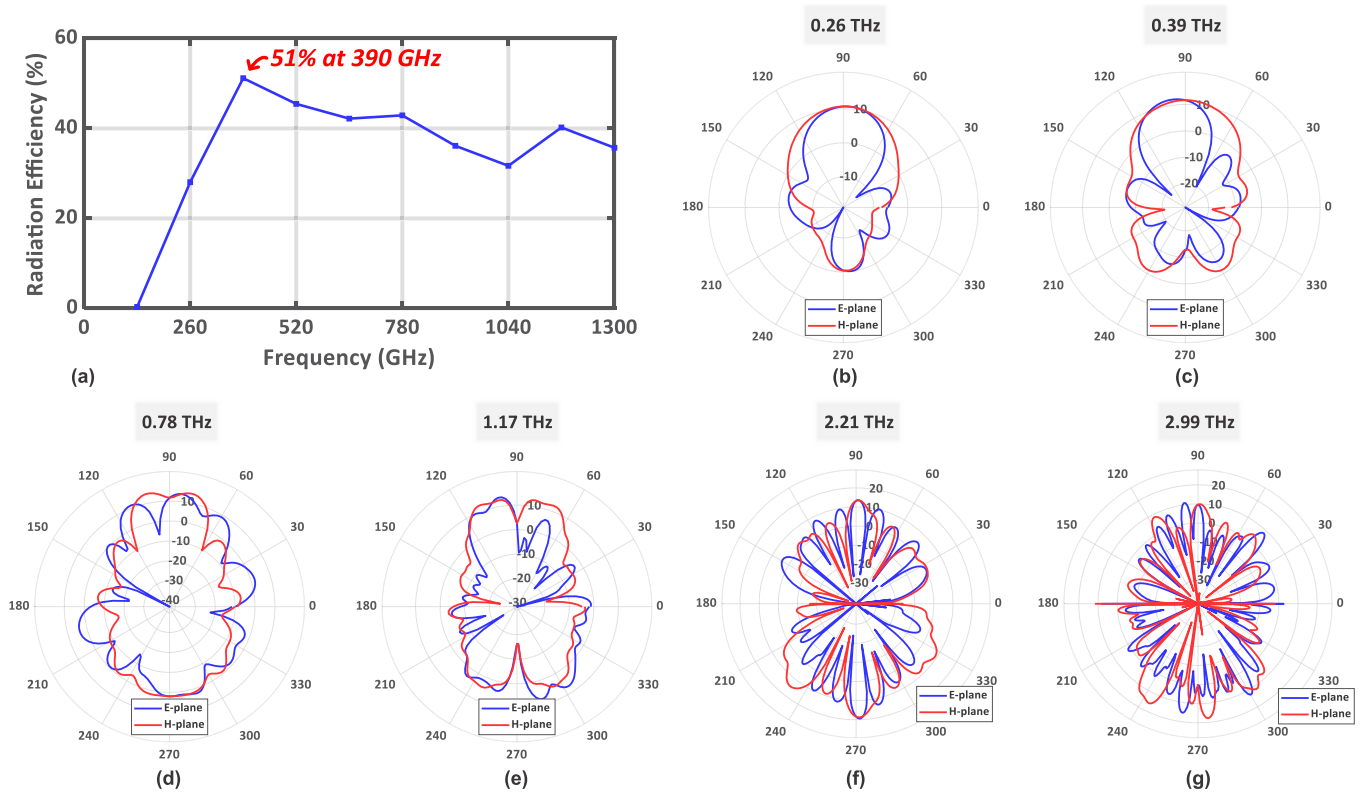 60
40
20
0
Radiation Efficiency (%)
51% at 390 GHz
0 260 520 780 1040 1300
Frequency (GHz)
(a)
0.26 THz
90
120 60
150 30
180 0
210 330
240 300
270
10
0
-10
E-plane
H-plane
(b)
0.39 THz
90
120 60
150 30
180 0
210 330
240 300
270
10
0
-10
-20
E-plane
H-plane
(c)
0.78 THz
90
120 60
150 30
180 0
210 330
240 300
270
10
0
-10
-20
-30
-40
E-plane
H-plane
(d)
1.17 THz
90
120 60
150 30
180 0
210 330
240 300
270
10
0
-10
-20
-30
E-plane
H-plane
(e)
2.21 THz
90
120 60
150 30
180 0
210 330
240 300
270
20
10
0
-10
-20
-30
E-plane
H-plane
(f)
2.99 THz
90
120 60
150 30
180 0
210 330
240 300
270
20
10
0
-10
-20
-30
E-plane
H-plane
(g)